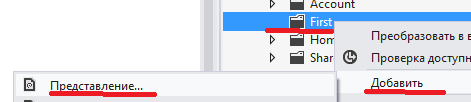 Account
First
Преобразовать в в
Hom
Проверка доступн
Shar
Добавить
Представление...